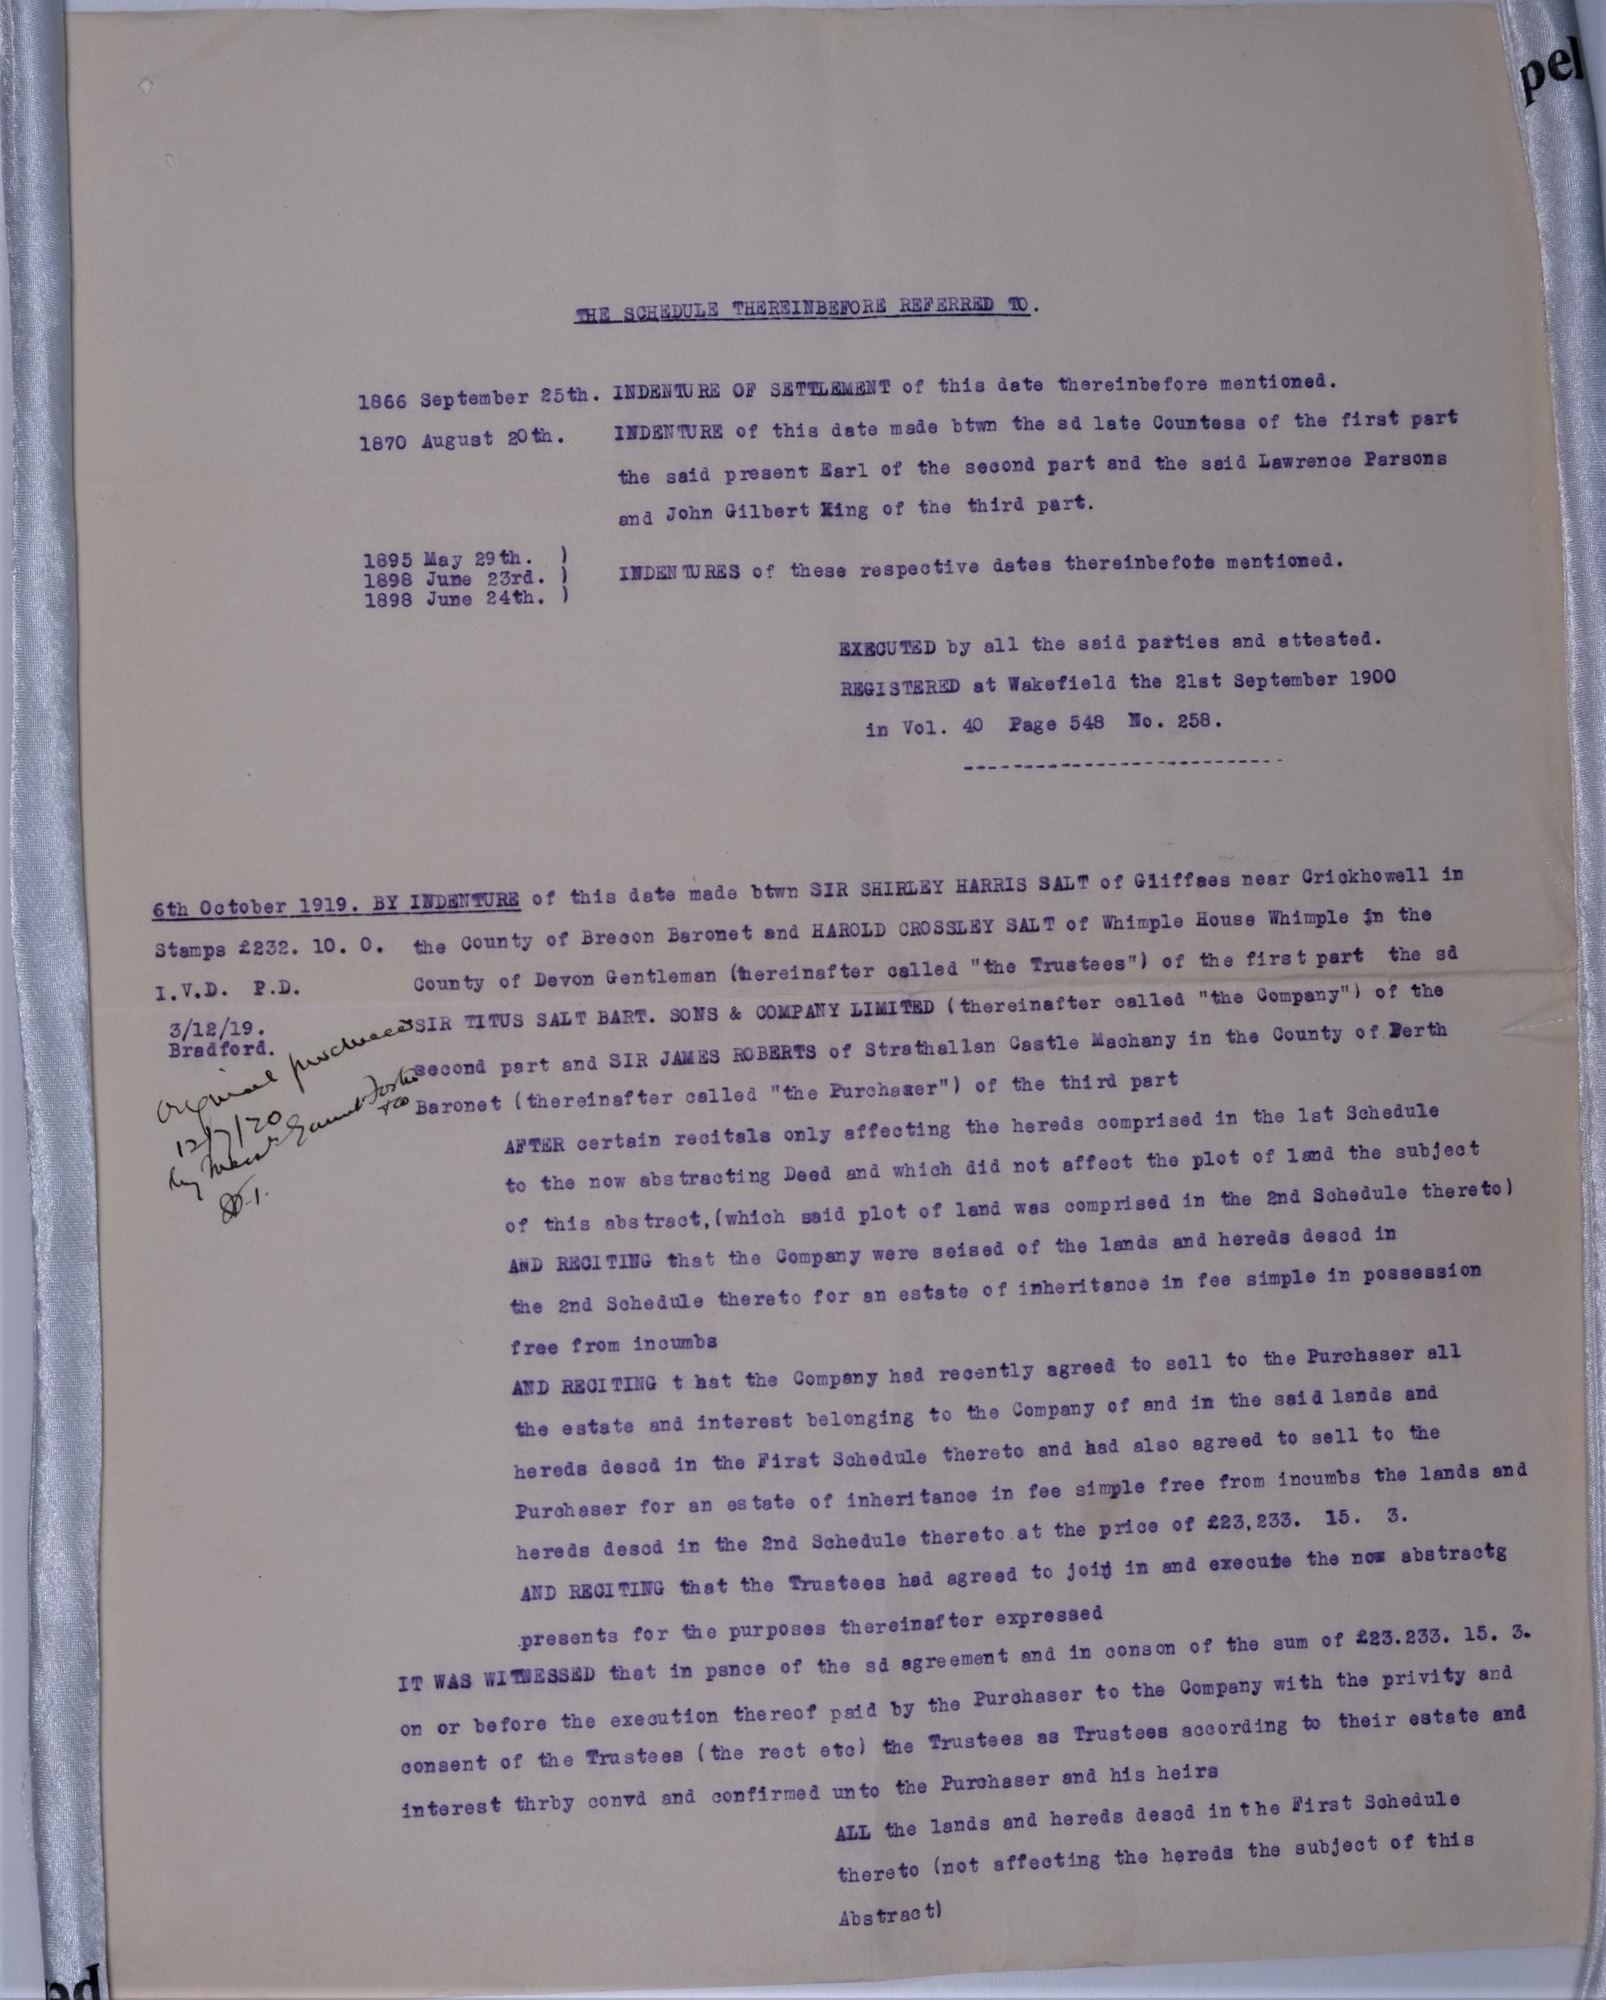 pel
THE SCHEDULE THEREINBEFORE REFERRED TO.
1866 September 25th. INDENTURE OF SETTLEMENT of this date thereinbefore mentioned.
1870 August 20th. INDENTURE of this date made btwn the sd late Countess of the first part
the said present Earl of the second part and the said Lawrence Parsons
and John Gilbert King of the third part.
1895 May 29th. )
1898 June 23rd. ) INDENTURES of these respective dates thereinbefore mentioned.
1898 June 24th. )
EXECUTED by all the said parties and attested.
REGISTERED at Wakefield the 21st September 1900
in Vol. 40 Page 548 No. 258.
--------------------------
6th October 1919. BY INDENTURE of this date made btwn SIR SHIRLEY HARRIS SALT of Gliffaes near Crickhowell in
Stamps £232. 10. 0. the County of Brecon Baronet and HAROLD CROSSLEY SALT of Whimple House Whimple in the
I.V.D. P.D. County of Devon Gentleman (thereinafter called "the Trustees") of the first part the sd
3/12/19. SIR TITUS SALT BART. SONS & COMPANY LIMITED (thereinafter called "the Company") of the
Bradford. second part and SIR JAMES ROBERTS of Strathallan Castle Machany in the County of Perth
Baronet (thereinafter called "the Purchaser") of the third part
Original produced
12/7/20
by Messrs
AFTER certain recitals only affecting the hereds comprised in the 1st Schedule
to the now abstracting Deed and which did not affect the plot of land the subject
of this abstract,(which said plot of land was comprised in the 2nd Schedule thereto)
AND RECITING that the Company were seised of the lands and hereds descd in
the 2nd Schedule thereto for an estate of inheritance in fee simple in possession
free from incumbs
AND RECITING t hat the Company had recently agreed to sell to the Purchaser all
the estate and interest belonging to the Company of and in the said lands and
hereds descd in the First Schedule thereto and had also agreed to sell to the
Purchaser for an estate of inheritance in fee simple free from incumbs the lands and
hereds descd in the 2nd Schedule thereto at the price of £23,233. 15. 3.
AND RECITING that the Trustees had agreed to join in and execute the now abstractg
presents for the purposes thereinafter expressed
IT WAS WITNESSED that in psnce of the sd agreement and in conson of the sum of £23.233. 15. 3.
on or before the execution thereof paid by the Purchaser to the Company with the privity and
consent of the Trustees (the rect etc) the Trustees as Trustees according to their estate and
interest thrby convd and confirmed unto the Purchaser and his heirs
ALL the lands and hereds descd in the First Schedule
thereto (not affecting the hereds the subject of this
Abstract)